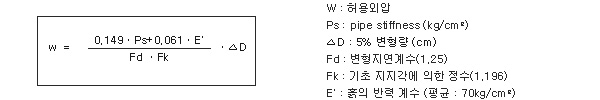 w = 0,149 · Ps+0,061 · E' / Fd · Fk · △D
W : 허용외압
Ps : pipe stiffness (kg/cm²)
△D : 5% 변형량 (cm)
Fd : 변형지연계수(1,25)
Fk : 기초 지지각에 의한 정수(1,196)
E' : 흙의 반력 계수 (평균 : 70kg/cm²)